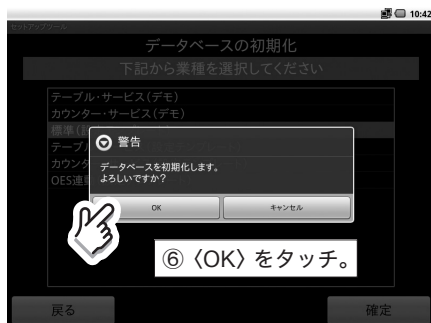 10:42
セットアップツール
データベースの初期化
下記から業種を選択してください
テーブル・サービス(デモ)
カウンター・サービス(デモ)
標準(
テーブ
カウンタ
OES連
警告
データベースを初期化します。
よろしいですか?
OK
キャンセル
⑥〈OK〉をタッチ。
戻る
確定